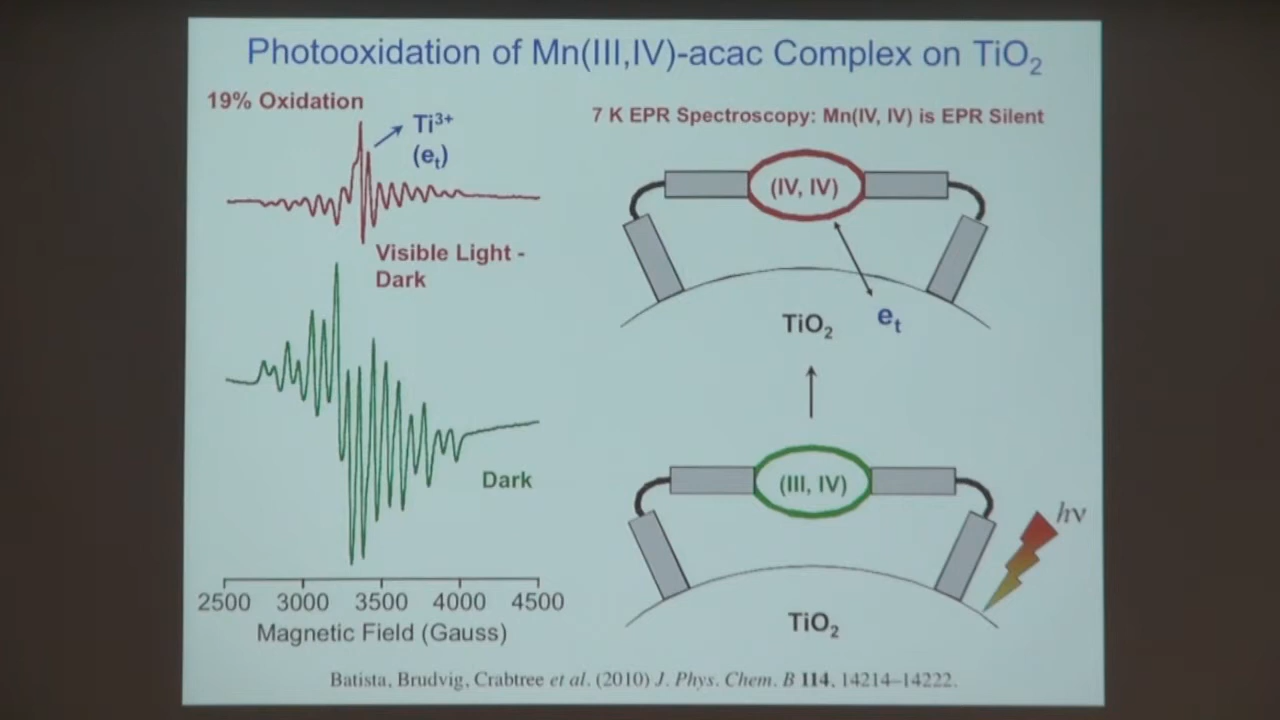 Photooxidation of Mn(III,IV)-acac Complex on TiO₂
19% Oxidation
Ti³⁺
(eₜ)
Visible Light -
Dark
Dark
2500 3000 3500 4000 4500
Magnetic Field (Gauss)
7 K EPR Spectroscopy: Mn(IV, IV) is EPR Silent
(IV, IV)
TiO₂
eₜ
(III, IV)
hν
TiO₂
Batista, Brudvig, Crabtree et al. (2010) J. Phys. Chem. B 114, 14214–14222.